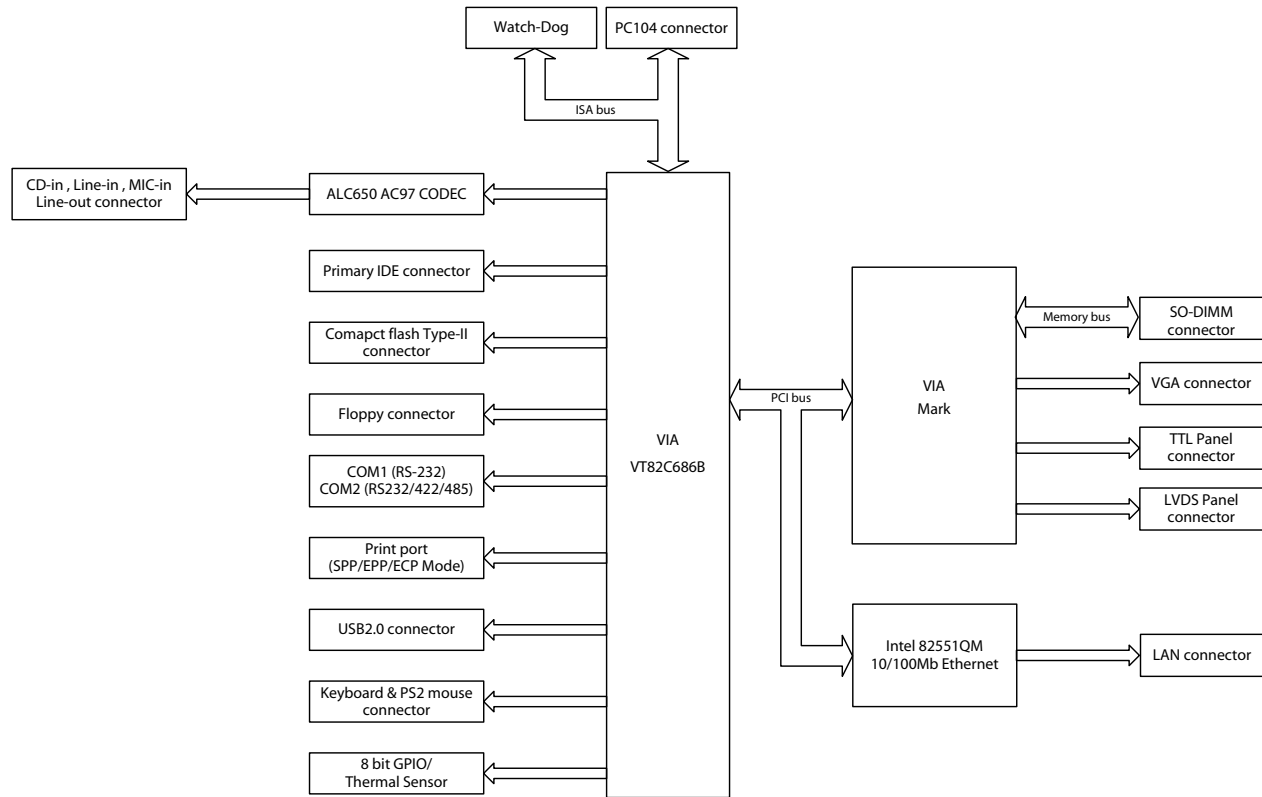 Watch-Dog
PC104 connector
ISA bus
CD-in , Line-in , MIC-in
Line-out connector
ALC650 AC97 CODEC
Primary IDE connector
Comapct flash Type-II
connector
Floppy connector
COM1 (RS-232)
COM2 (RS232/422/485)
Print port
(SPP/EPP/ECP Mode)
USB2.0 connector
Keyboard & PS2 mouse
connector
8 bit GPIO/
Thermal Sensor
VIA
VT82C686B
PCI bus
VIA
Mark
Memory bus
SO-DIMM
connector
VGA connector
TTL Panel
connector
LVDS Panel
connector
Intel 82551QM
10/100Mb Ethernet
LAN connector